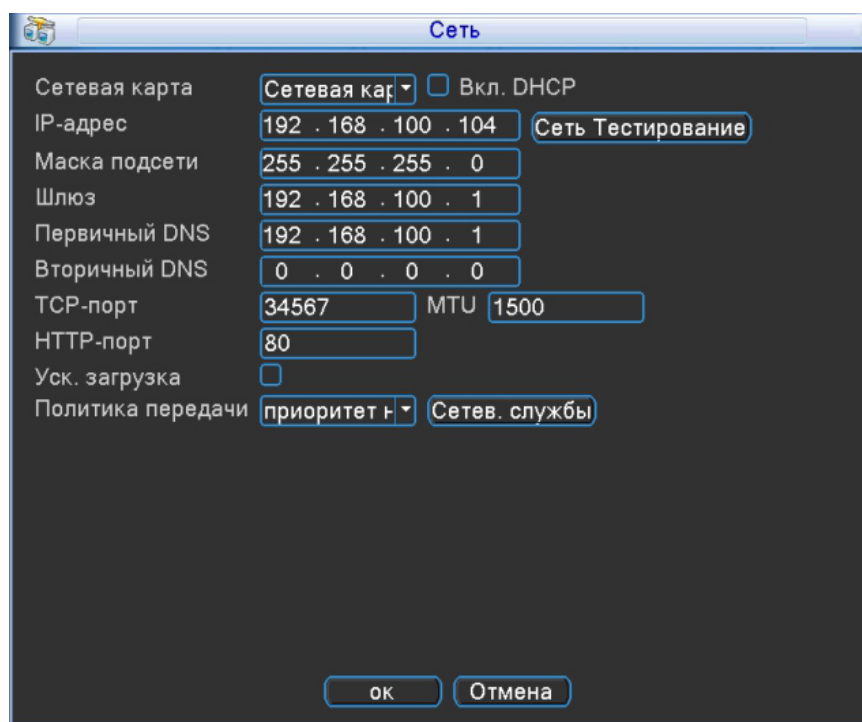 Сеть
Сетевая карта Сетевая кар Вкл. DHCP
IP-адрес 192 . 168 . 100 . 104 Сеть Тестирование
Маска подсети 255 . 255 . 255 . 0
Шлюз 192 . 168 . 100 . 1
Первичный DNS 192 . 168 . 100 . 1
Вторичный DNS 0 . 0 . 0 . 0
TCP-порт 34567 MTU 1500
HTTP-порт 80
Уск. загрузка
Политика передачи приоритет н Сетев. службы
ок Отмена